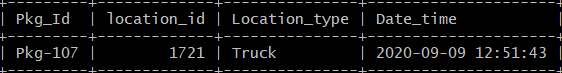 Pkg_Id | location_id | Location_type | Date_time
Pkg-107 | 1721 | Truck | 2020-09-09 12:51:43